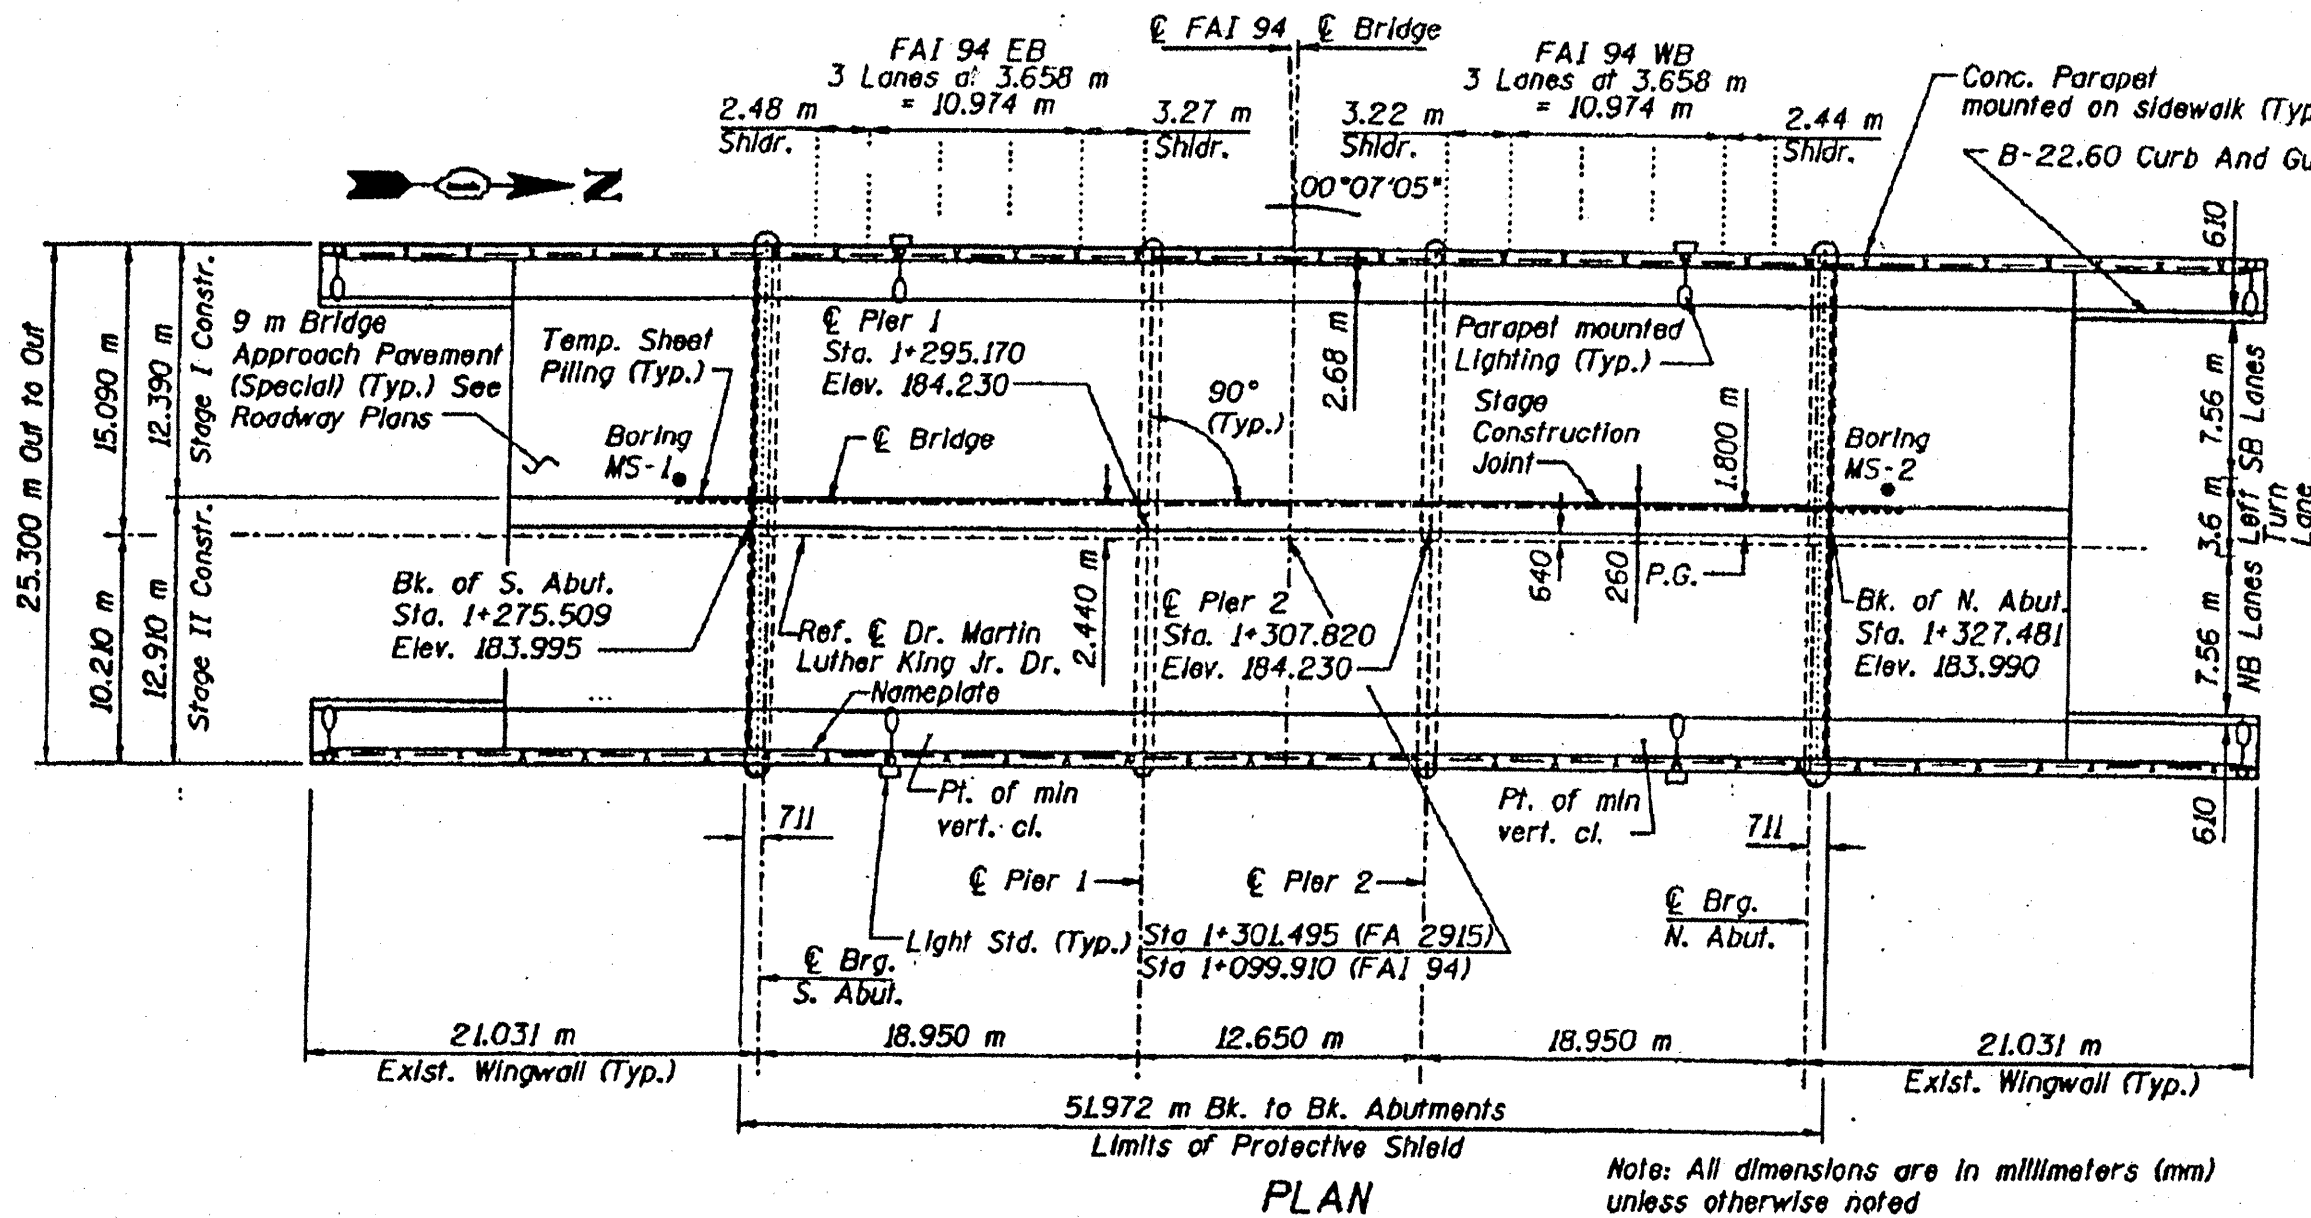 ℄ FAI 94
℄ Bridge
FAI 94 EB
3 Lanes at 3.658 m
= 10.974 m
2.48 m
Shldr.
3.27 m
Shldr.
3.22 m
Shldr.
FAI 94 WB
3 Lanes at 3.658 m
= 10.974 m
2.44 m
Shldr.
Conc. Parapet
mounted on sidewalk (Typ
B-22.60 Curb And Gu
N
00°07'05"
610
25.300 m Out to Out
15.090 m
12.390 m
Stage I Constr.
10.210 m
12.910 m
Stage II Constr.
9 m Bridge
Approach Pavement
(Special) (Typ.) See
Roadway Plans
Temp. Sheet
Piling (Typ.)
Boring
MS-1
℄ Bridge
℄ Pier 1
Sta. 1+295.170
Elev. 184.230
90°
(Typ.)
2.68 m
Parapet mounted
Lighting (Typ.)
Stage
Construction
Joint
1.800 m
Boring
MS-2
7.56 m
SB Lanes
3.6 m
Left
Turn
Lane
7.56 m
NB Lanes
Bk. of S. Abut.
Sta. 1+275.509
Elev. 183.995
Ref. ℄ Dr. Martin
Luther King Jr. Dr.
2.440 m
Nameplate
℄ Pier 2
Sta. 1+307.820
Elev. 184.230
640
260
P.G.
Bk. of N. Abut.
Sta. 1+327.481
Elev. 183.990
Pt. of min
vert. cl.
Pt. of min
vert. cl.
711
711
610
℄ Pier 1
℄ Pier 2
℄ Brg.
N. Abut.
Light Std. (Typ.)
Sta 1+301.495 (FA 2915)
Sta 1+099.910 (FAI 94)
℄ Brg.
S. Abut.
21.031 m
Exist. Wingwall (Typ.)
18.950 m
12.650 m
18.950 m
21.031 m
Exist. Wingwall (Typ.)
51.972 m Bk. to Bk. Abutments
Limits of Protective Shield
PLAN
Note: All dimensions are in millimeters (mm)
unless otherwise noted